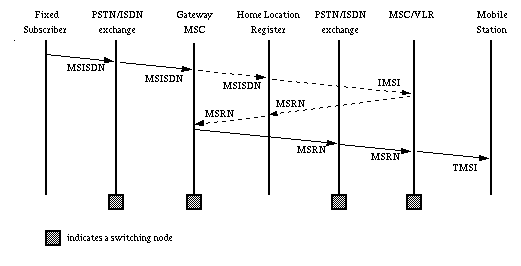 Fixed PSTN/ISDN Gateway Home Location PSTN/ISDN MSC/VLR Mobile
Subscriber exchange MSC Register exchange Station
MSISDN
MSISDN
MSISDN
IMSI
MSRN
MSRN
MSRN
MSRN
TMSI
indicates a switching node